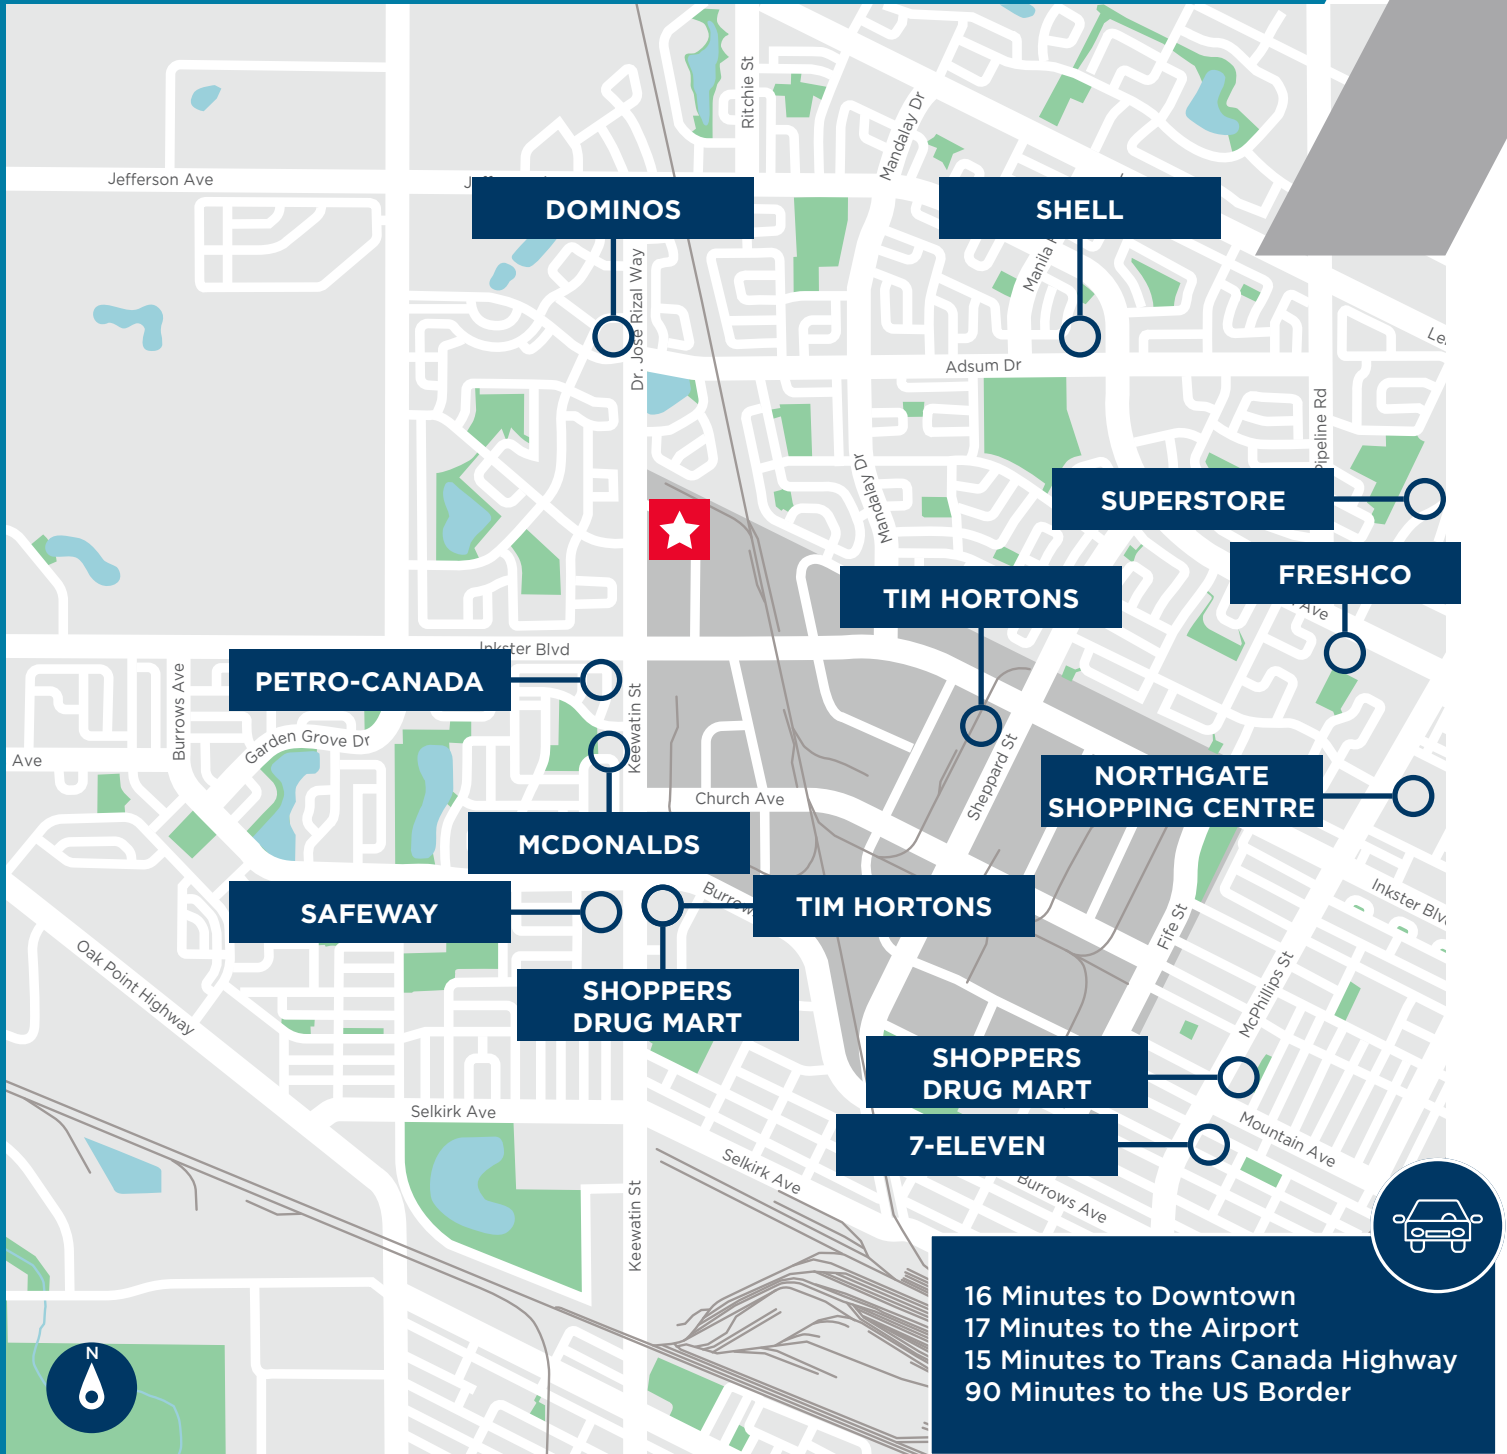 Ritchie St
Mandalay Dr
Jefferson Ave
DOMINOS
SHELL
Manila
Dr. Jose Rizal Way
Adsum Dr
Pipeline Rd
Mandalay Dr
SUPERSTORE
FRESHCO
Ave
TIM HORTONS
Inkster Blvd
PETRO-CANADA
Burrows Ave
Keewatin St
Garden Grove Dr
Ave
Sheppard St
NORTHGATE
SHOPPING CENTRE
Church Ave
MCDONALDS
SAFEWAY
TIM HORTONS
Inkster Blvd
Fife St
Oak Point Highway
SHOPPERS
DRUG MART
McPhillips St
SHOPPERS
DRUG MART
Selkirk Ave
7-ELEVEN
Mountain Ave
Selkirk Ave
Burrows Ave
Keewatin St
16 Minutes to Downtown
17 Minutes to the Airport
15 Minutes to Trans Canada Highway
90 Minutes to the US Border
N